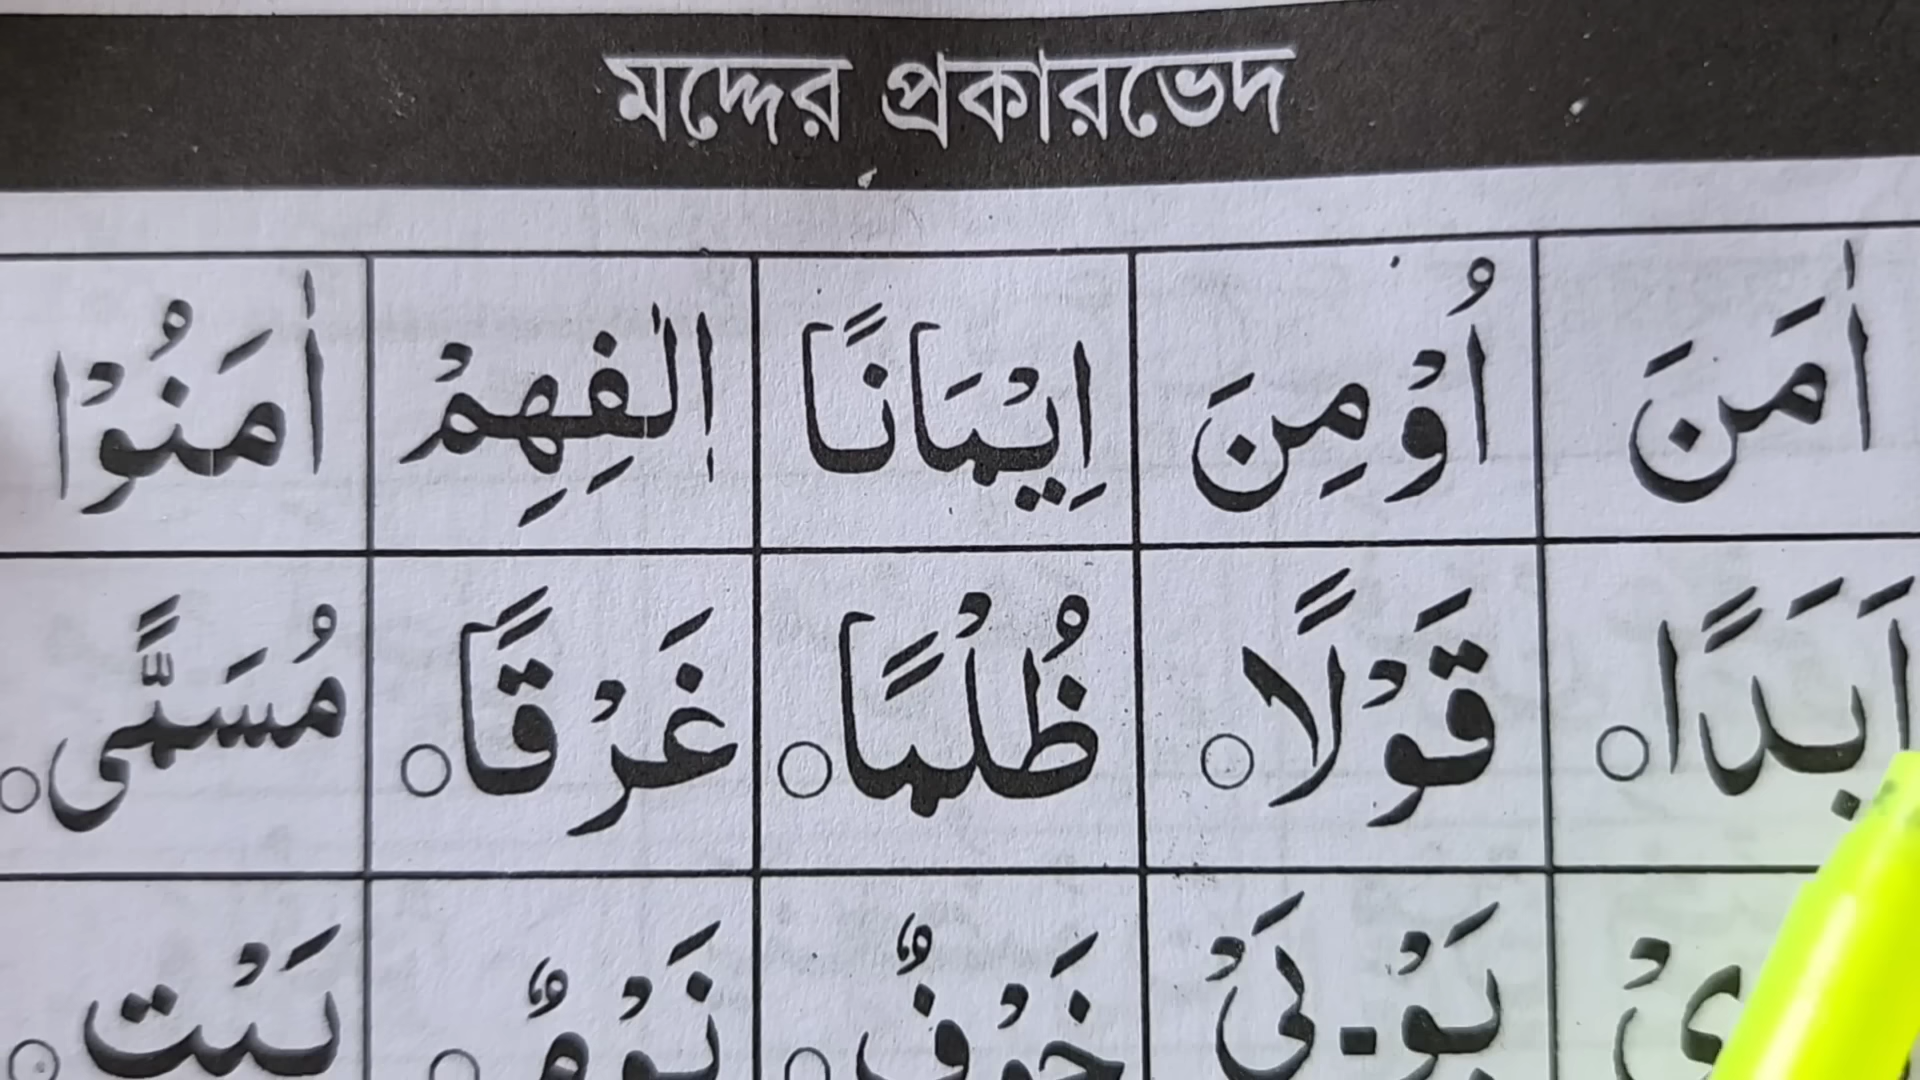 মদ্দের প্রকারভেদ
اٰمَنَ اُوْمِنَ اِيْمَانًا اٖلٰفِهِمْ اٰمَنُوْا
اَبَدًا○ قَوْلًا○ ظُلْمًا○ غَرْقًا○ مُسَمًّى○
بَوْ-بَىْ خَوْفٌ○ نَوْمٌ○